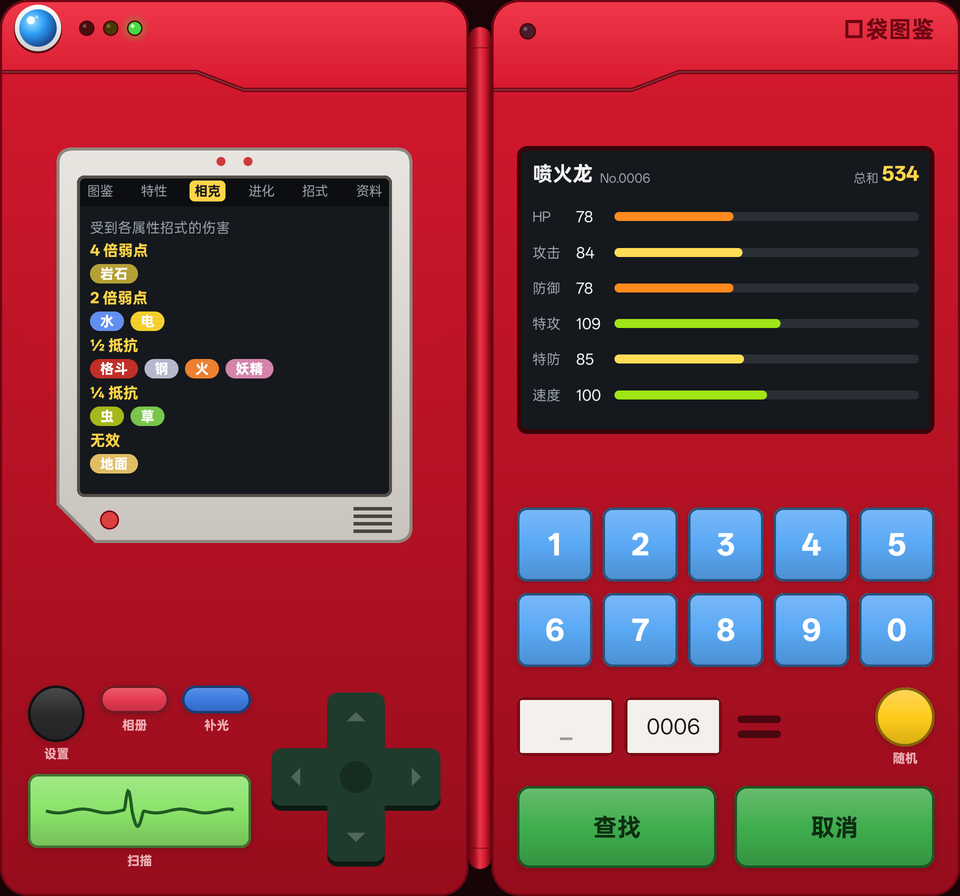 口袋图鉴
图鉴 特性 相克 进化 招式 资料
受到各属性招式的伤害
4 倍弱点
岩石
2 倍弱点
水 电
½ 抵抗
格斗 钢 火 妖精
¼ 抵抗
虫 草
无效
地面
设置
相册
补光
扫描
喷火龙 No.0006 总和 534
HP 78
攻击 84
防御 78
特攻 109
特防 85
速度 100
1 2 3 4 5
6 7 8 9 0
_ 0006
随机
查找 取消